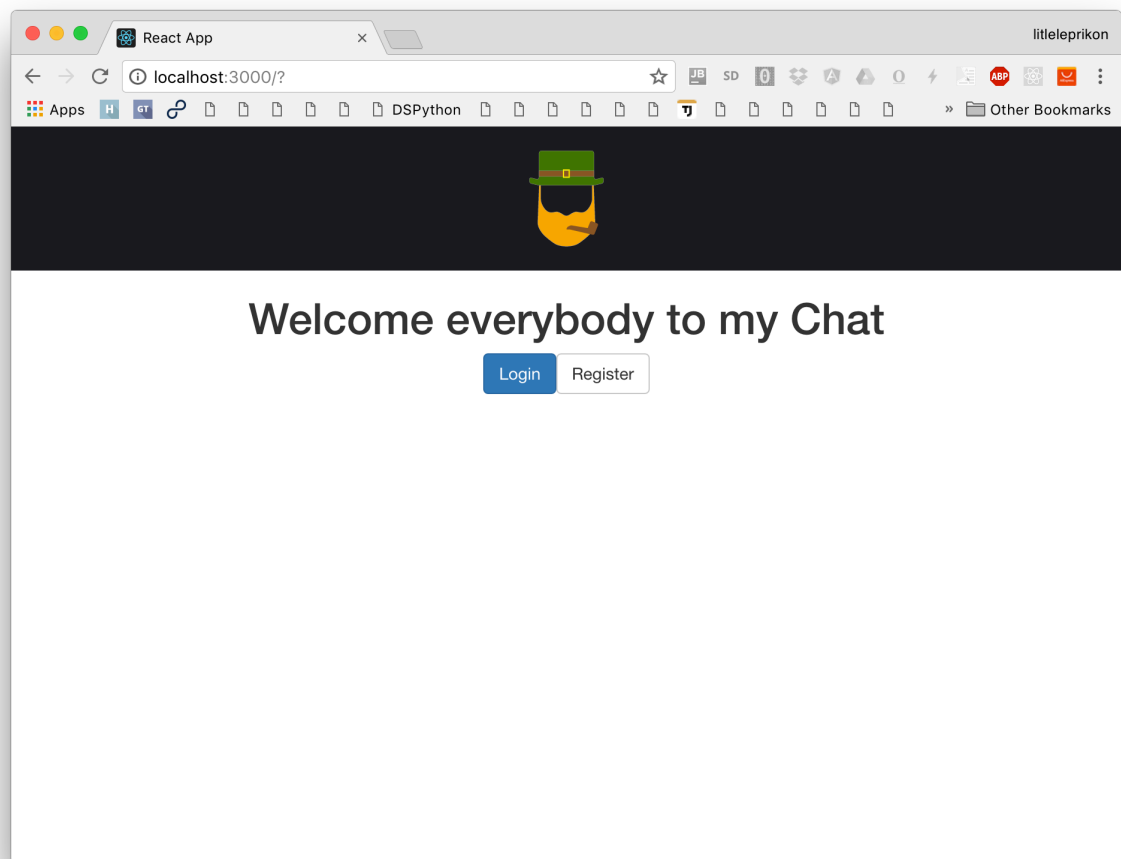 React App
litleleprikon
localhost:3000/?
JB SD ABP
Apps H GT DSPython TJ » Other Bookmarks
Welcome everybody to my Chat
Login Register